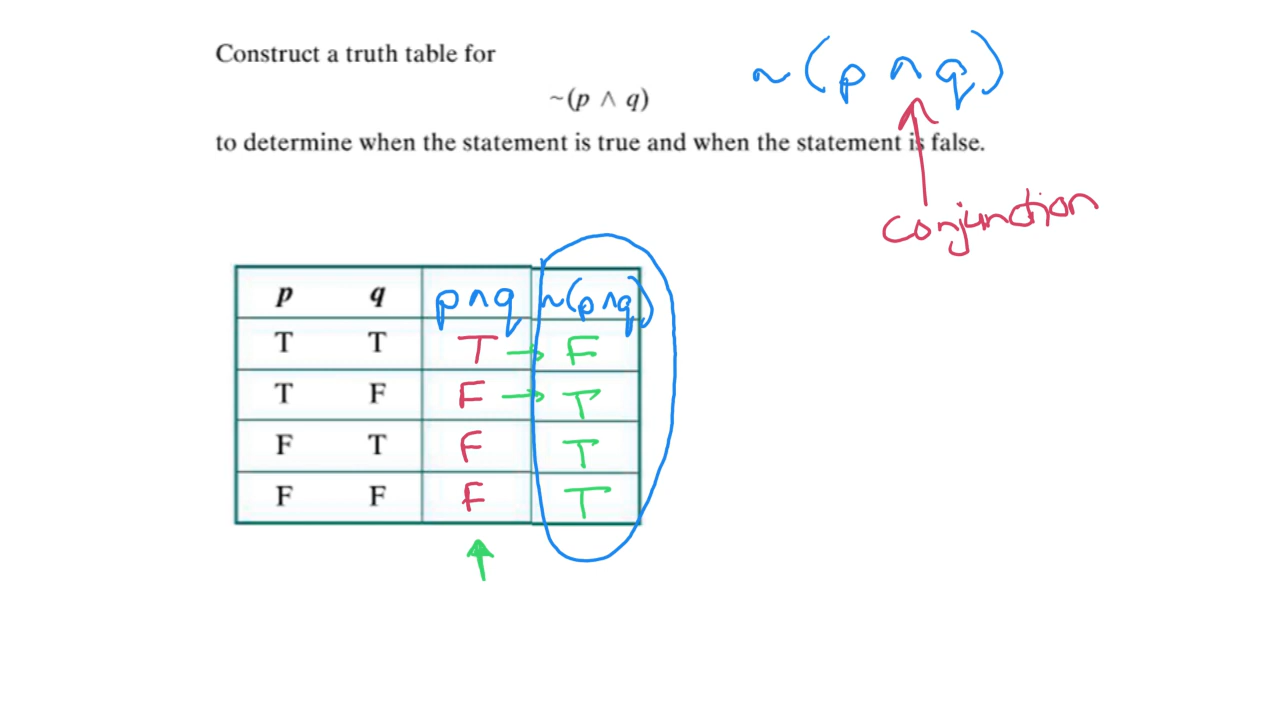 Construct a truth table for
~(p ∧ q)
~(p ∧ q)
to determine when the statement is true and when the statement is false.
conjunction
p q p∧q ~(p∧q)
T T T → F
T F F → T
F T F T
F F F T